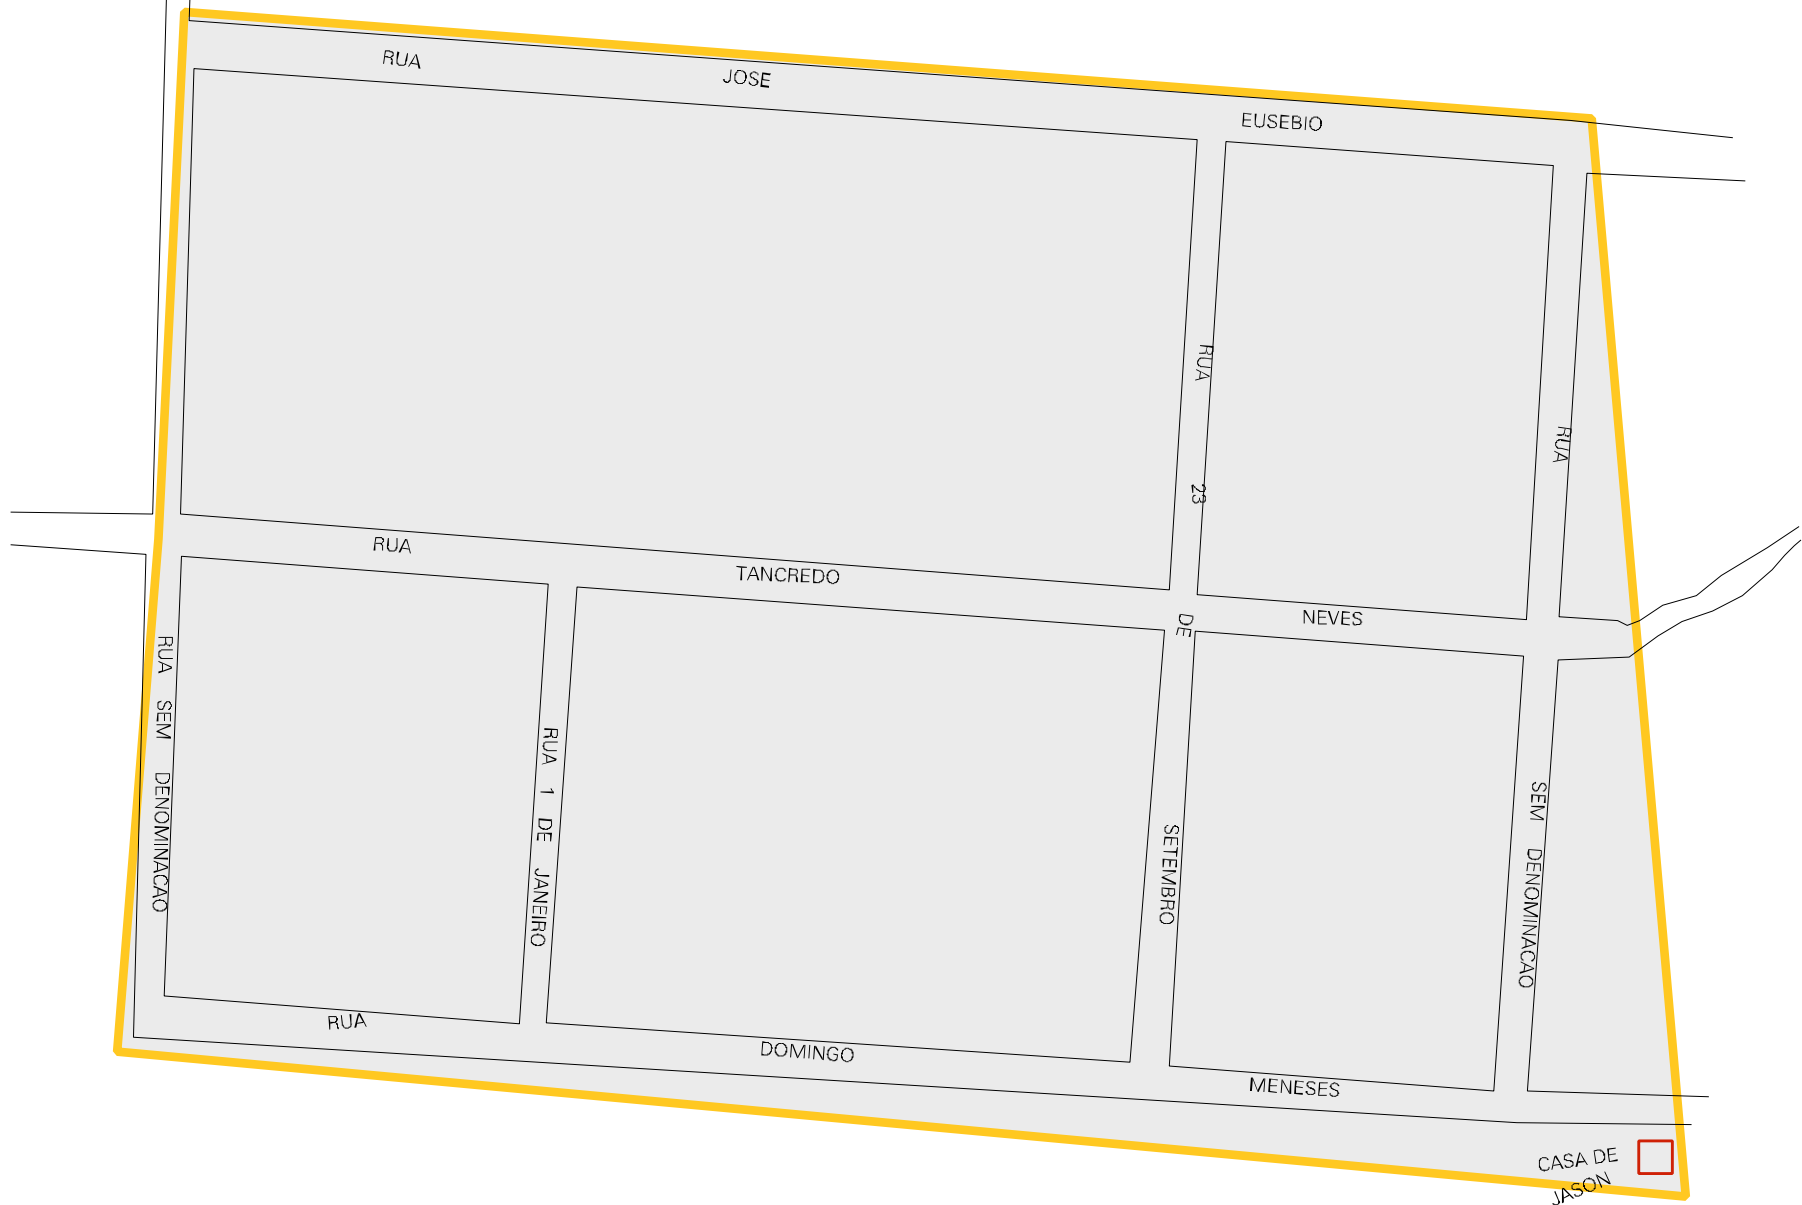 RUA JOSE EUSEBIO
RUA 23 DE SETEMBRO
RUA SEM DENOMINACAO
RUA TANCREDO NEVES
RUA SEM DENOMINACAO
RUA 1 DE JANEIRO
RUA DOMINGO MENESES
CASA DE
JASON